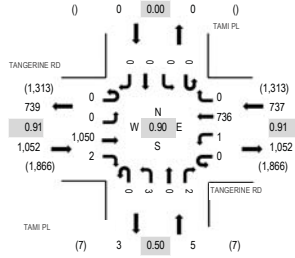 () 0 0.00 0 ()
TAMI PL
TANGERINE RD
(1,313) 0 0 0 0 (1,313)
739 0 0 737
0 N 736
0.91 W 0.90 E 0.91
1,052 1,050 S 1 1,052
2 0
(1,866) (1,866)
0 3 0 2
TANGERINE RD
TAMI PL
(7) 3 0.50 5 (7)